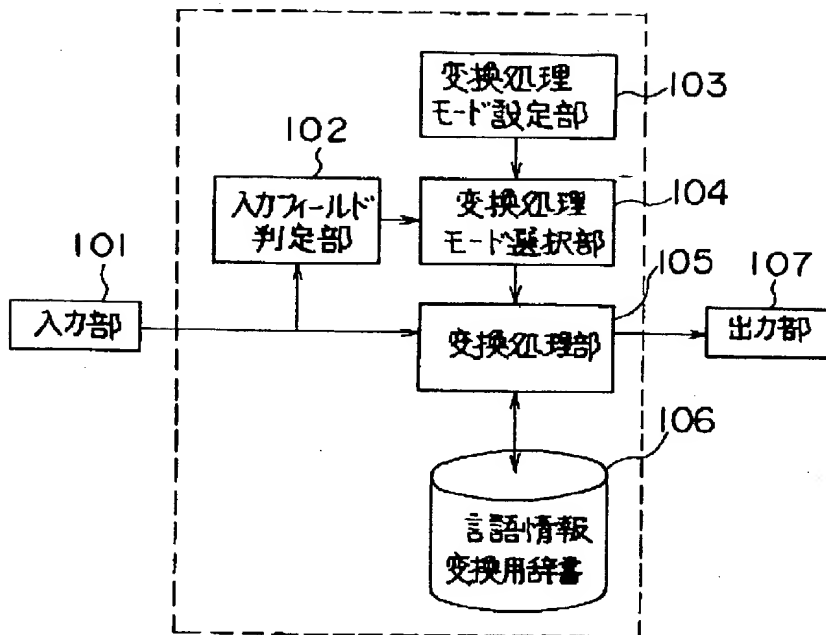 変換処理
モード設定部
103
102
入力フィールド
判定部
変換処理
モード選択部
104
101
入力部
変換処理部
105
107
出力部
106
言語情報
変換用辞書